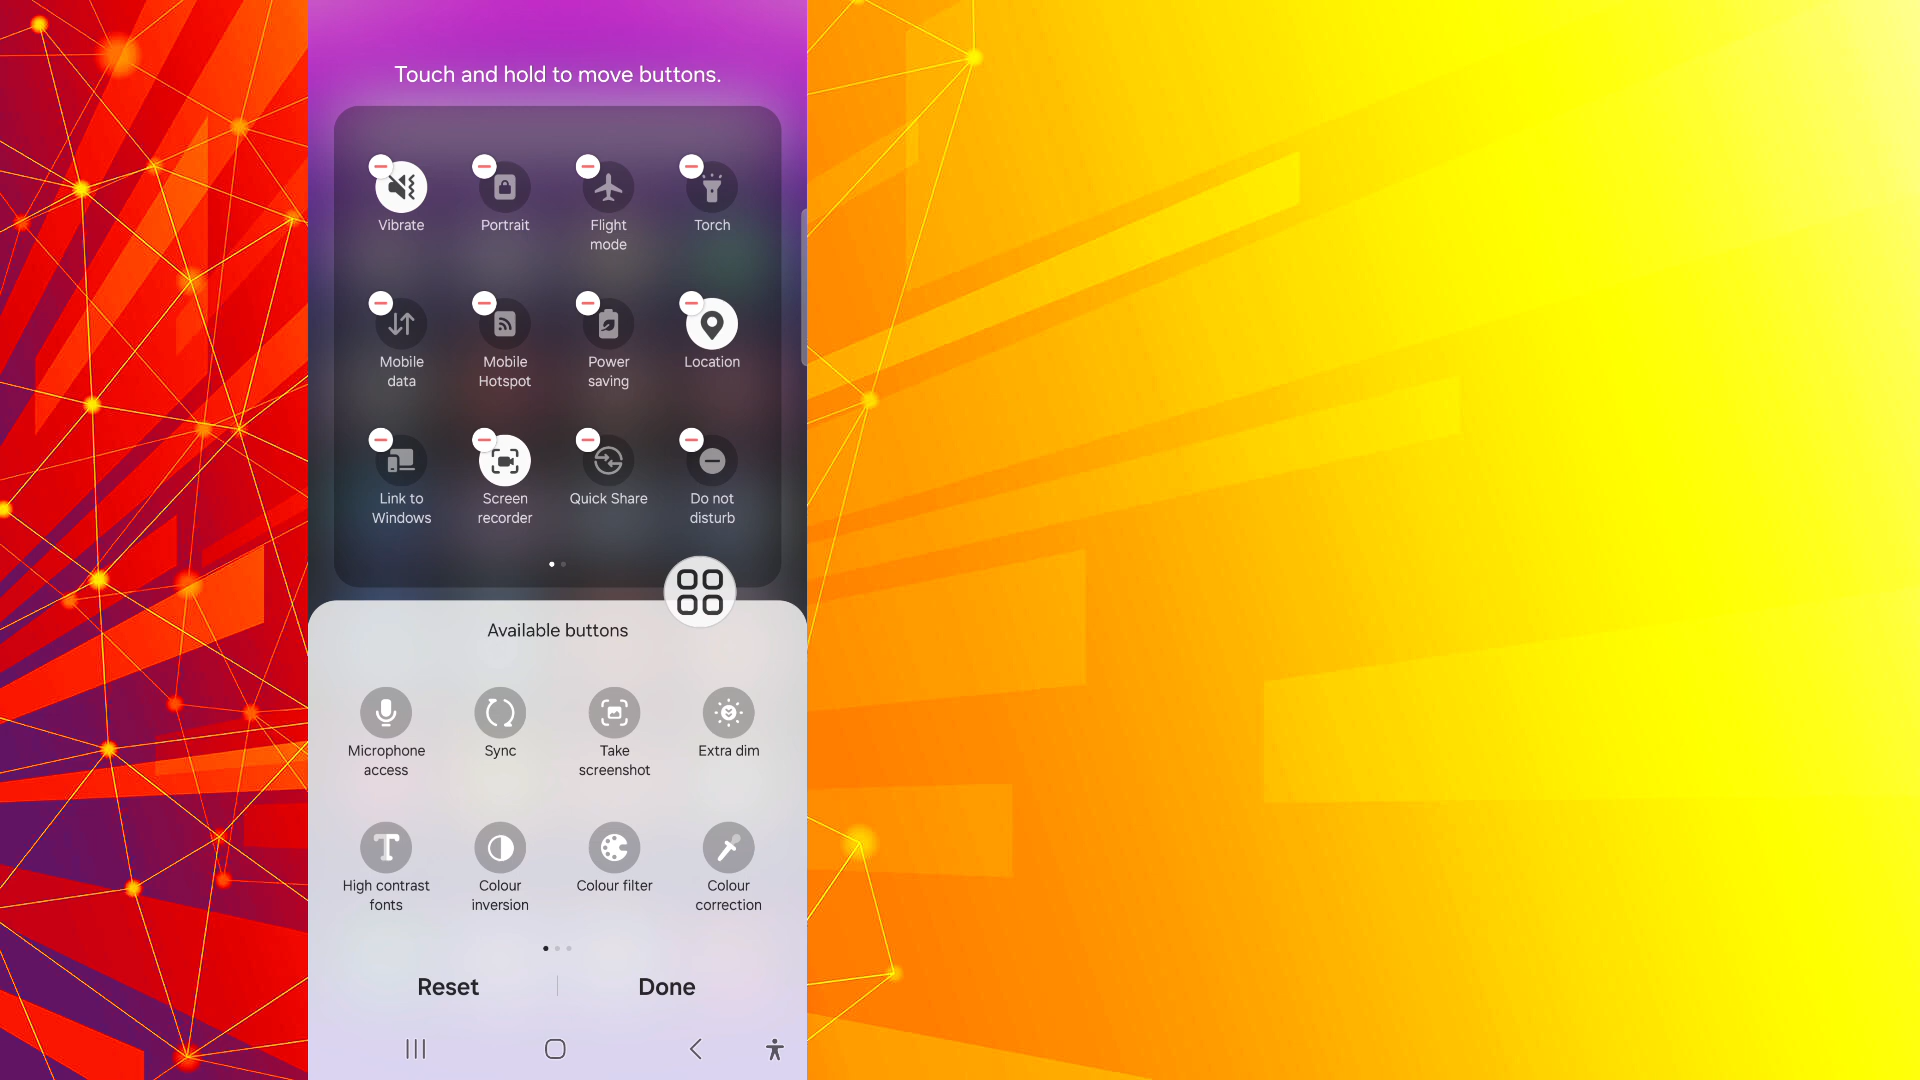 Touch and hold to move buttons.
Vibrate
Portrait
Flight
mode
Torch
Mobile
data
Mobile
Hotspot
Power
saving
Location
Link to
Windows
Screen
recorder
Quick Share
Do not
disturb
Available buttons
Microphone
access
Sync
Take
screenshot
Extra dim
High contrast
fonts
Colour
inversion
Colour filter
Colour
correction
Reset
Done